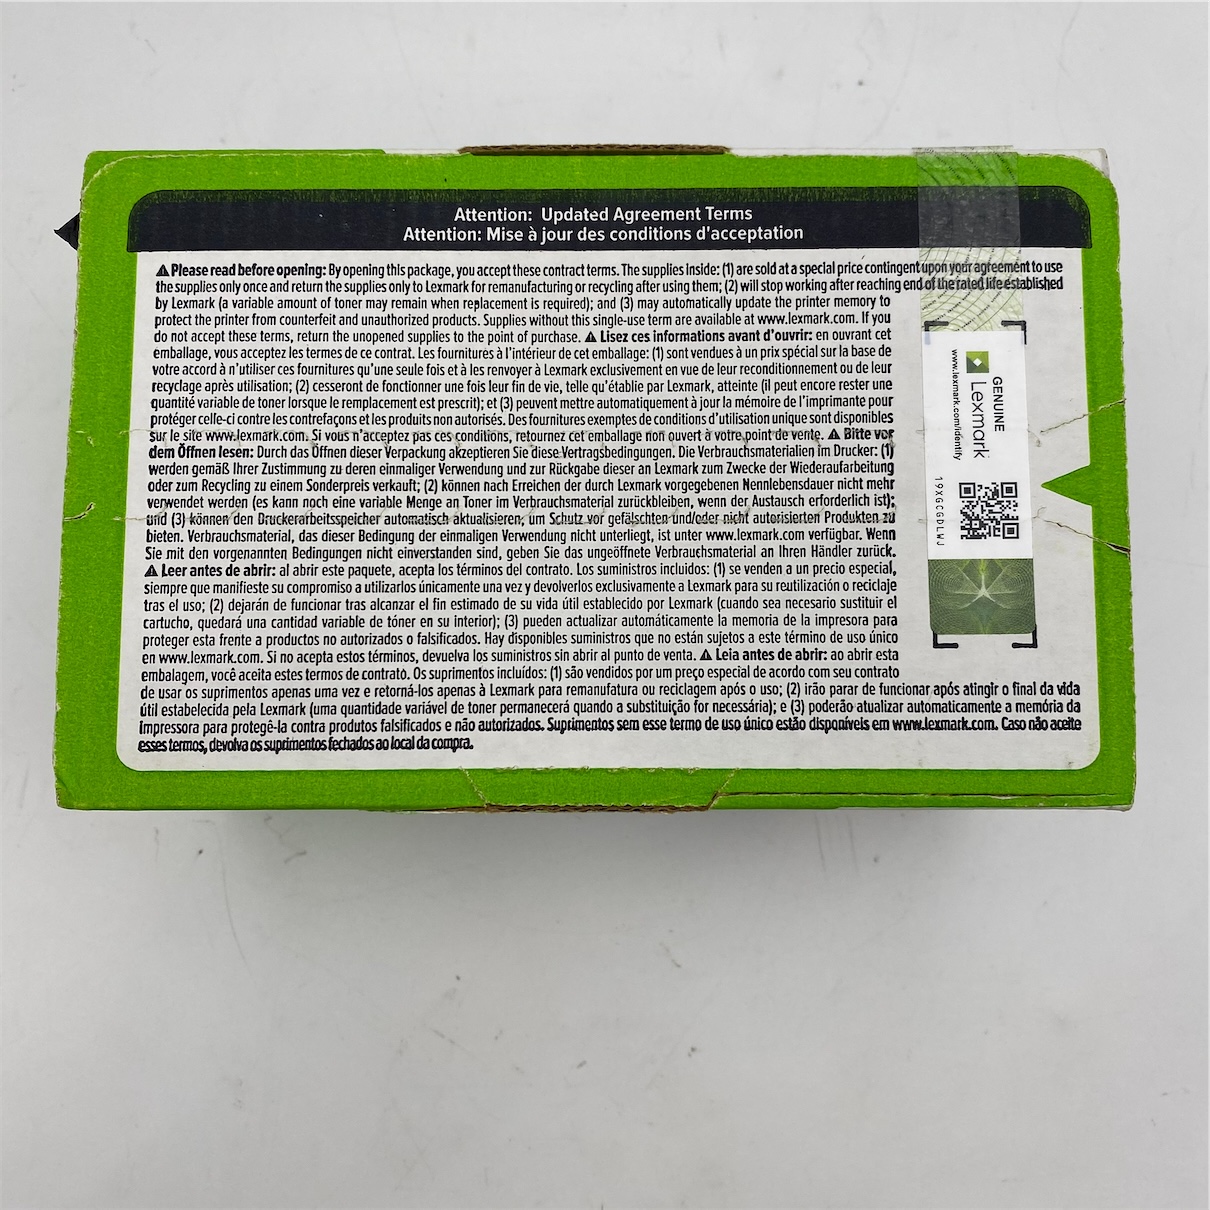 Attention: Updated Agreement Terms
Attention: Mise à jour des conditions d'acceptation
Please read before opening: By opening this package, you accept these contract terms. The supplies inside: (1) are sold at a special price contingent upon your agreement to use
the supplies only once and return the supplies only to Lexmark for remanufacturing or recycling after using them; (2) will stop working after reaching end of the rated life established
by Lexmark (a variable amount of toner may remain when replacement is required); and (3) may automatically update the printer memory to
protect the printer from counterfeit and unauthorized products. Supplies without this single-use term are available at www.lexmark.com. If you
do not accept these terms, return the unopened supplies to the point of purchase. Lisez ces informations avant d'ouvrir: en ouvrant cet
emballage, vous acceptez les termes de ce contrat. Les fournitures à l'intérieur de cet emballage: (1) sont vendues à un prix spécial sur la base de
votre accord à n'utiliser ces fournitures qu'une seule fois et à les renvoyer à Lexmark exclusivement en vue de leur reconditionnement ou de leur
recyclage après utilisation; (2) cesseront de fonctionner une fois leur fin de vie, telle qu'établie par Lexmark, atteinte (il peut encore rester une
quantité variable de toner lorsque le remplacement est prescrit); et (3) peuvent mettre automatiquement à jour la mémoire de l'imprimante pour
protéger celle-ci contre les contrefaçons et les produits non autorisés. Des fournitures exemptes de conditions d'utilisation unique sont disponibles
sur le site www.lexmark.com. Si vous n'acceptez pas ces conditions, retournez cet emballage non ouvert à votre point de vente. Bitte vor
dem Öffnen lesen: Durch das Öffnen dieser Verpackung akzeptieren Sie diese Vertragsbedingungen. Die Verbrauchsmaterialien im Drucker: (1)
werden gemäß Ihrer Zustimmung zu deren einmaliger Verwendung und zur Rückgabe dieser an Lexmark zum Zwecke der Wiederaufarbeitung
oder zum Recycling zu einem Sonderpreis verkauft; (2) können nach Erreichen der durch Lexmark vorgegebenen Nennlebensdauer nicht mehr
verwendet werden (es kann noch eine variable Menge an Toner im Verbrauchsmaterial zurückbleiben, wenn der Austausch erforderlich ist);
und (3) können den Druckerarbeitsspeicher automatisch aktualisieren, um Schutz vor gefälschten und/oder nicht autorisierten Produkten zu
bieten. Verbrauchsmaterial, das dieser Bedingung der einmaligen Verwendung nicht unterliegt, ist unter www.lexmark.com verfügbar. Wenn
Sie mit den vorgenannten Bedingungen nicht einverstanden sind, geben Sie das ungeöffnete Verbrauchsmaterial an Ihren Händler zurück.
Leer antes de abrir: al abrir este paquete, acepta los términos del contrato. Los suministros incluidos: (1) se venden a un precio especial,
siempre que manifieste su compromiso a utilizarlos únicamente una vez y devolverlos exclusivamente a Lexmark para su reutilización o reciclaje
tras el uso; (2) dejarán de funcionar tras alcanzar el fin estimado de su vida útil establecido por Lexmark (cuando sea necesario sustituir el
cartucho, quedará una cantidad variable de tóner en su interior); (3) pueden actualizar automáticamente la memoria de la impresora para
proteger esta frente a productos no autorizados o falsificados. Hay disponibles suministros que no están sujetos a este término de uso único
en www.lexmark.com. Si no acepta estos términos, devuelva los suministros sin abrir al punto de venta. Leia antes de abrir: ao abrir esta
embalagem, você aceita estes termos de contrato. Os suprimentos incluídos: (1) são vendidos por um preço especial de acordo com seu contrato
de usar os suprimentos apenas uma vez e retorná-los apenas à Lexmark para remanufatura ou reciclagem após o uso; (2) irão parar de funcionar após atingir o final da vida
útil estabelecida pela Lexmark (uma quantidade variável de toner permanecerá quando a substituição for necessária); e (3) poderão atualizar automaticamente a memória da
impressora para protegê-la contra produtos falsificados e não autorizados. Suprimentos sem esse termo de uso único estão disponíveis em www.lexmark.com. Caso não aceite
esses termos, devolva os suprimentos fechados ao local da compra.
GENUINE
Lexmark
www.lexmark.com/identify
19XGCGDLWJ